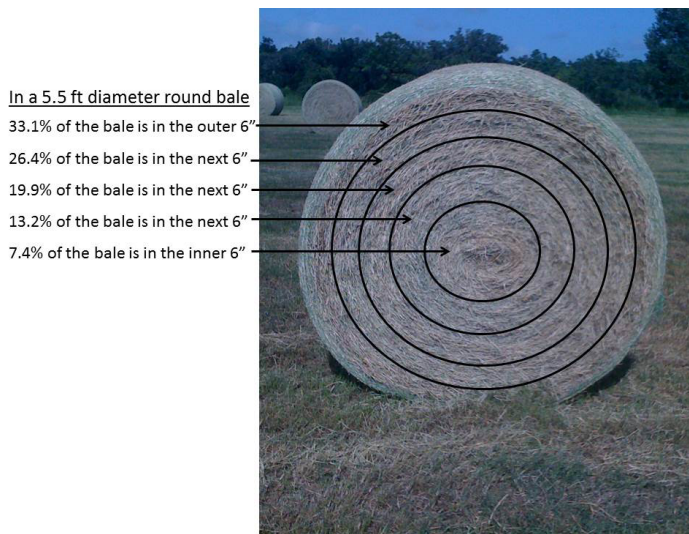 In a 5.5 ft diameter round bale
33.1% of the bale is in the outer 6”
26.4% of the bale is in the next 6”
19.9% of the bale is in the next 6”
13.2% of the bale is in the next 6”
7.4% of the bale is in the inner 6”